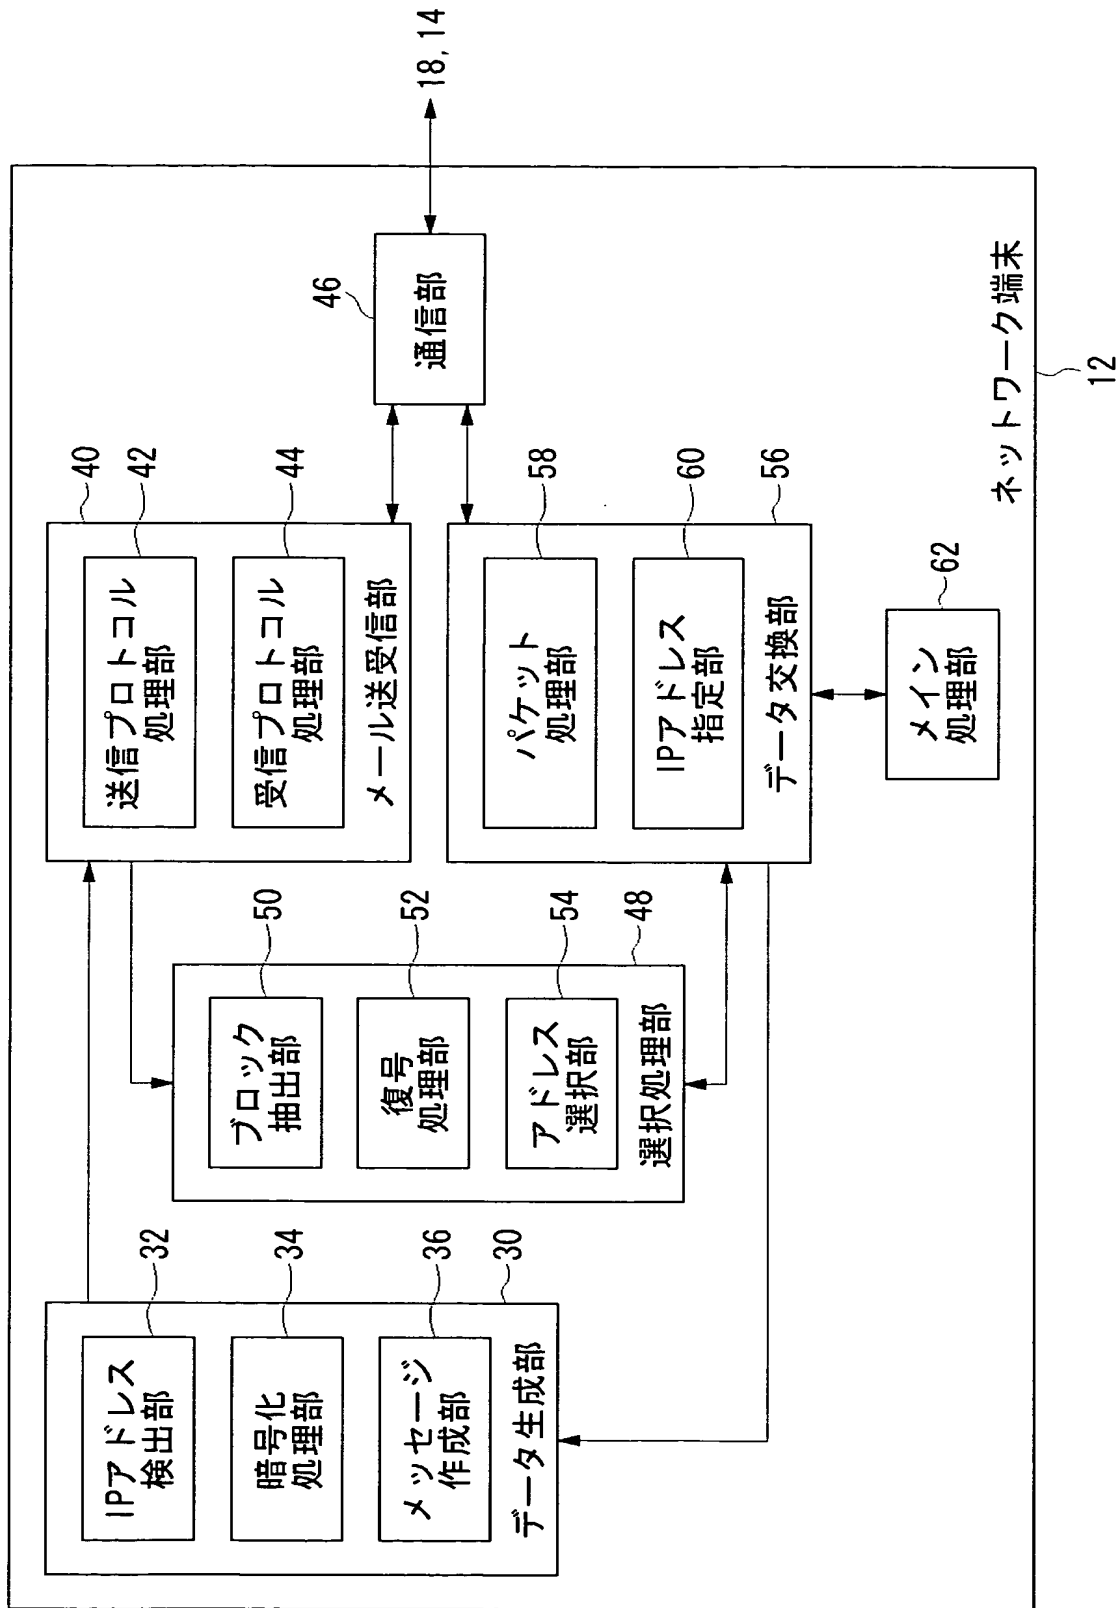 IPアドレス
検出部
32
暗号化
処理部
34
メッセージ
作成部
36
データ生成部
30
ブロック
抽出部
50
復号
処理部
52
アドレス
選択部
54
選択処理部
48
送信プロトコル
処理部
40
42
受信プロトコル
処理部
44
メール送受信部
パケット
処理部
58
IPアドレス
指定部
60
データ交換部
56
通信部
46
18, 14
メイン
処理部
62
ネットワーク端末
12